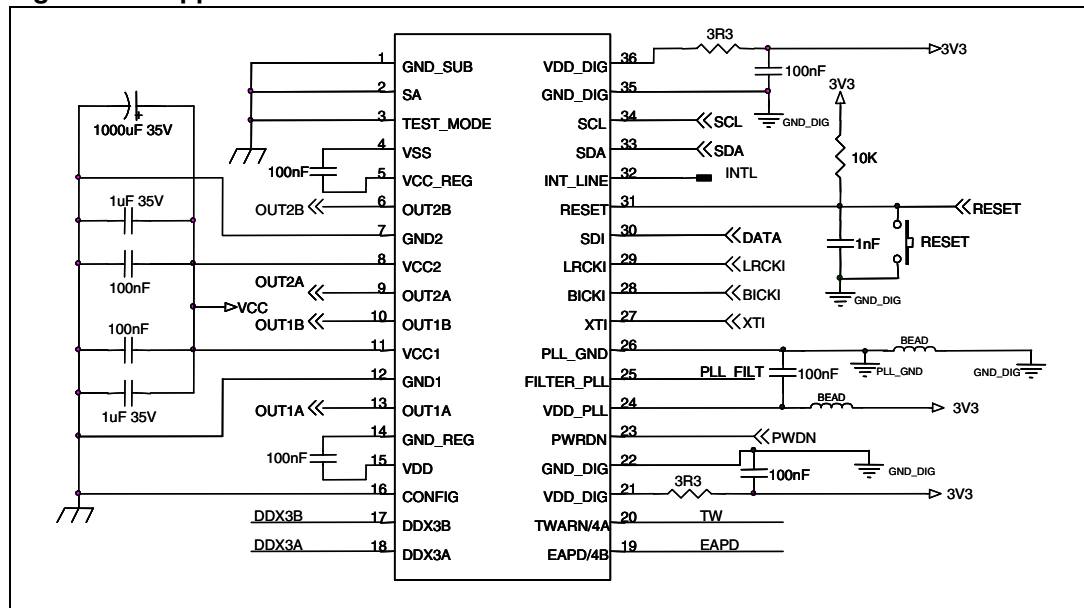 3R3
3V3
1 GND_SUB
VDD_DIG 36
100nF
2 SA
GND_DIG 35
3V3
1000uF 35V
3 TEST_MODE
SCL 34
SCL
GND_DIG
4 VSS
SDA 33
SDA
10K
100nF
5 VCC_REG
INT_LINE 32
INTL
1uF 35V
OUT2B
6 OUT2B
RESET 31
RESET
7 GND2
SDI 30
DATA
1nF
RESET
8 VCC2
LRCKI 29
LRCKI
100nF
OUT2A
9 OUT2A
BICKI 28
BICKI
GND_DIG
VCC
100nF
OUT1B
10 OUT1B
XTI 27
XTI
BEAD
11 VCC1
PLL_GND 26
12 GND1
FILTER_PLL 25
PLL_FILT
100nF
PLL_GND
GND_DIG
BEAD
1uF 35V
OUT1A
13 OUT1A
VDD_PLL 24
3V3
14 GND_REG
PWRDN 23
PWDN
100nF
15 VDD
GND_DIG 22
100nF
GND_DIG
3R3
16 CONFIG
VDD_DIG 21
3V3
DDX3B
17 DDX3B
TWARN/4A 20
TW
DDX3A
18 DDX3A
EAPD/4B 19
EAPD